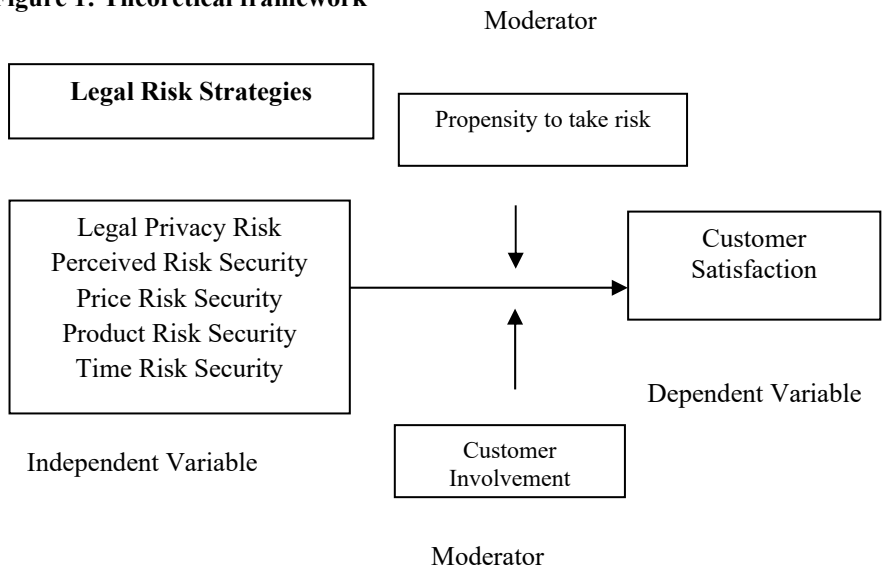 Figure 1: Theoretical framework
Moderator
Legal Risk Strategies
Propensity to take risk
Legal Privacy Risk
Perceived Risk Security
Price Risk Security
Product Risk Security
Time Risk Security
Customer
Satisfaction
Dependent Variable
Independent Variable
Customer
Involvement
Moderator